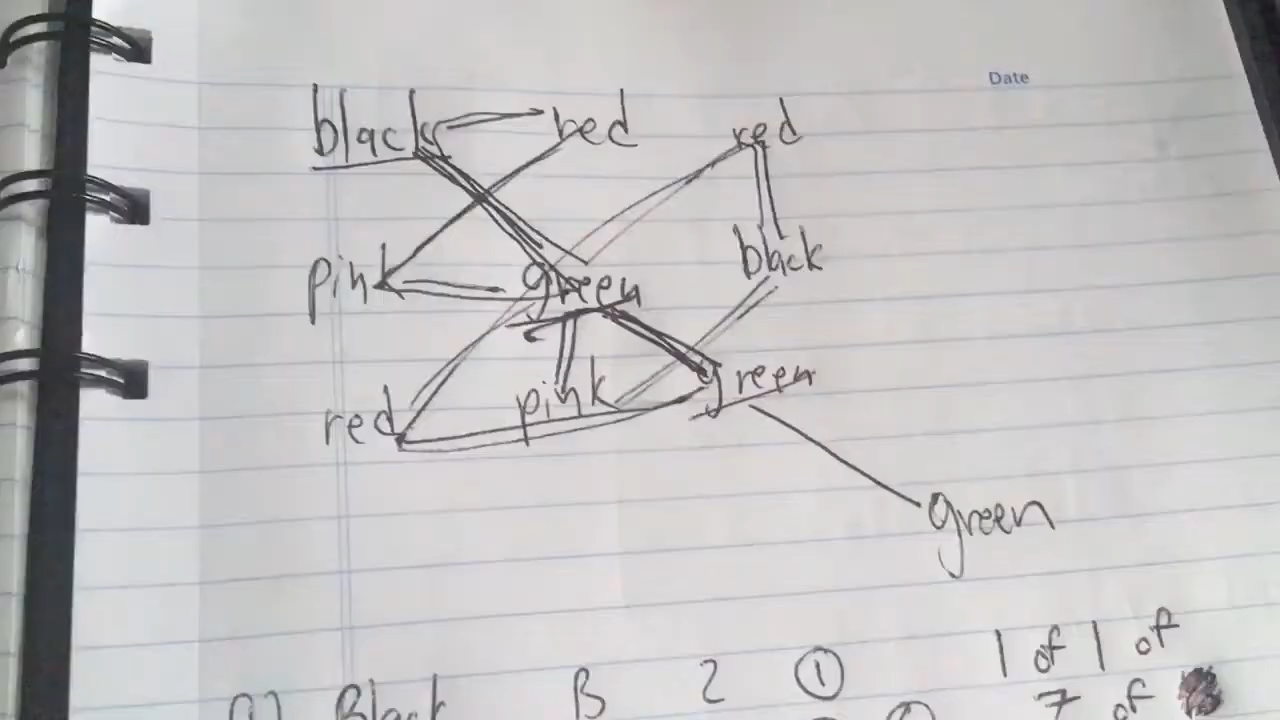 Date
black red red
black
pink green
pink green
red
green
1 of 1 of
B 2 1
7 of